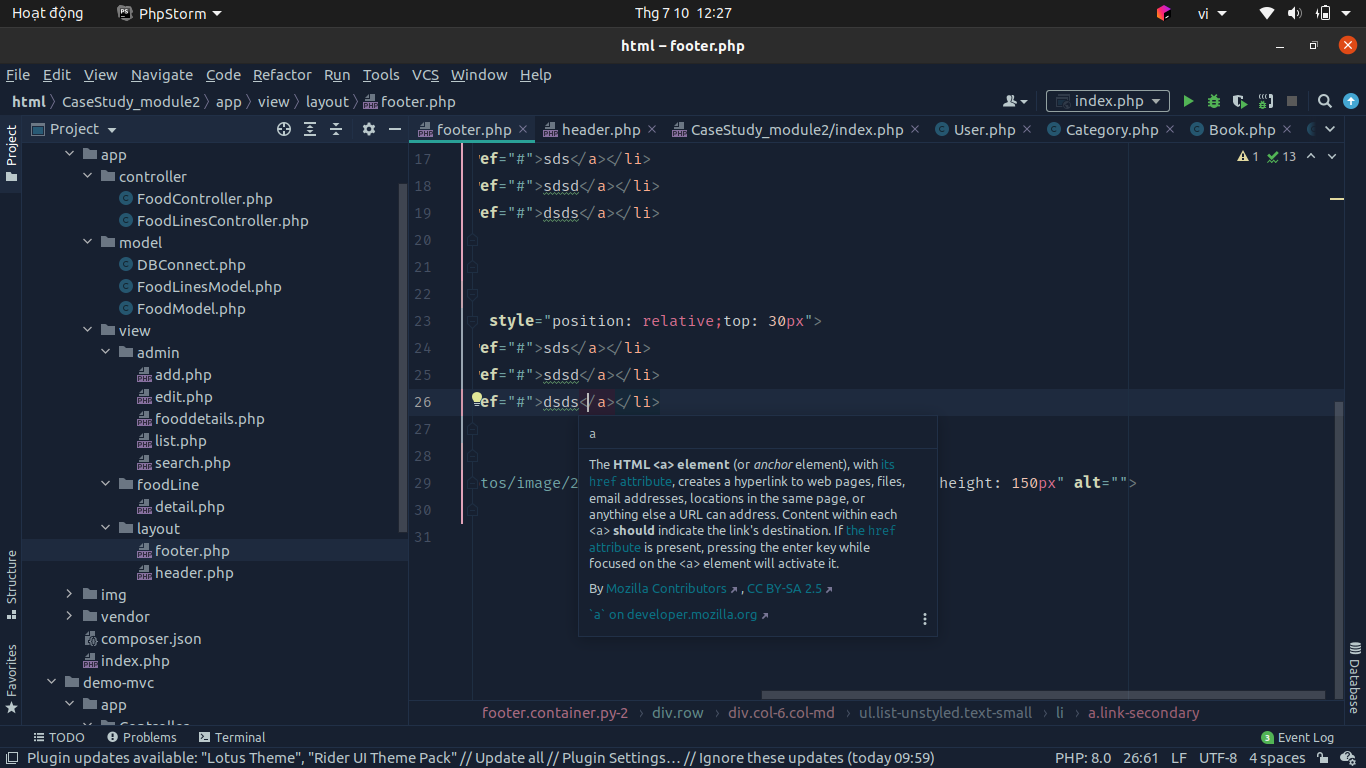 Hoạt động PhpStorm Thg 7 10 12:27 vi
html – footer.php
File Edit View Navigate Code Refactor Run Tools VCS Window Help
html CaseStudy_module2 app view layout footer.php index.php
Project footer.php header.php CaseStudy_module2/index.php User.php Category.php Book.php
Project
app
controller
FoodController.php
FoodLinesController.php
model
DBConnect.php
FoodLinesModel.php
FoodModel.php
view
admin
add.php
edit.php
fooddetails.php
list.php
search.php
foodLine
detail.php
layout
footer.php
header.php
img
vendor
composer.json
index.php
demo-mvc
app
Structure
Favorites
1 13
17 ef="#">sds</a></li>
18 ef="#">sdsd</a></li>
19 ef="#">dsds</a></li>
20
21
22
23 style="position: relative;top: 30px">
24 ef="#">sds</a></li>
25 ef="#">sdsd</a></li>
26 ef="#">dsds</a></li>
27
28
29 tos/image/2 height: 150px" alt="">
30
31
a
The HTML <a> element (or anchor element), with its
href attribute, creates a hyperlink to web pages, files,
email addresses, locations in the same page, or
anything else a URL can address. Content within each
<a> should indicate the link's destination. If the href
attribute is present, pressing the enter key while
focused on the <a> element will activate it.
By Mozilla Contributors , CC BY-SA 2.5
`a` on developer.mozilla.org
Database
footer.container.py-2 › div.row › div.col-6.col-md › ul.list-unstyled.text-small › li › a.link-secondary
TODO Problems Terminal 3 Event Log
Plugin updates available: "Lotus Theme", "Rider UI Theme Pack" // Update all // Plugin Settings... // Ignore these updates (today 09:59) PHP: 8.0 26:61 LF UTF-8 4 spaces